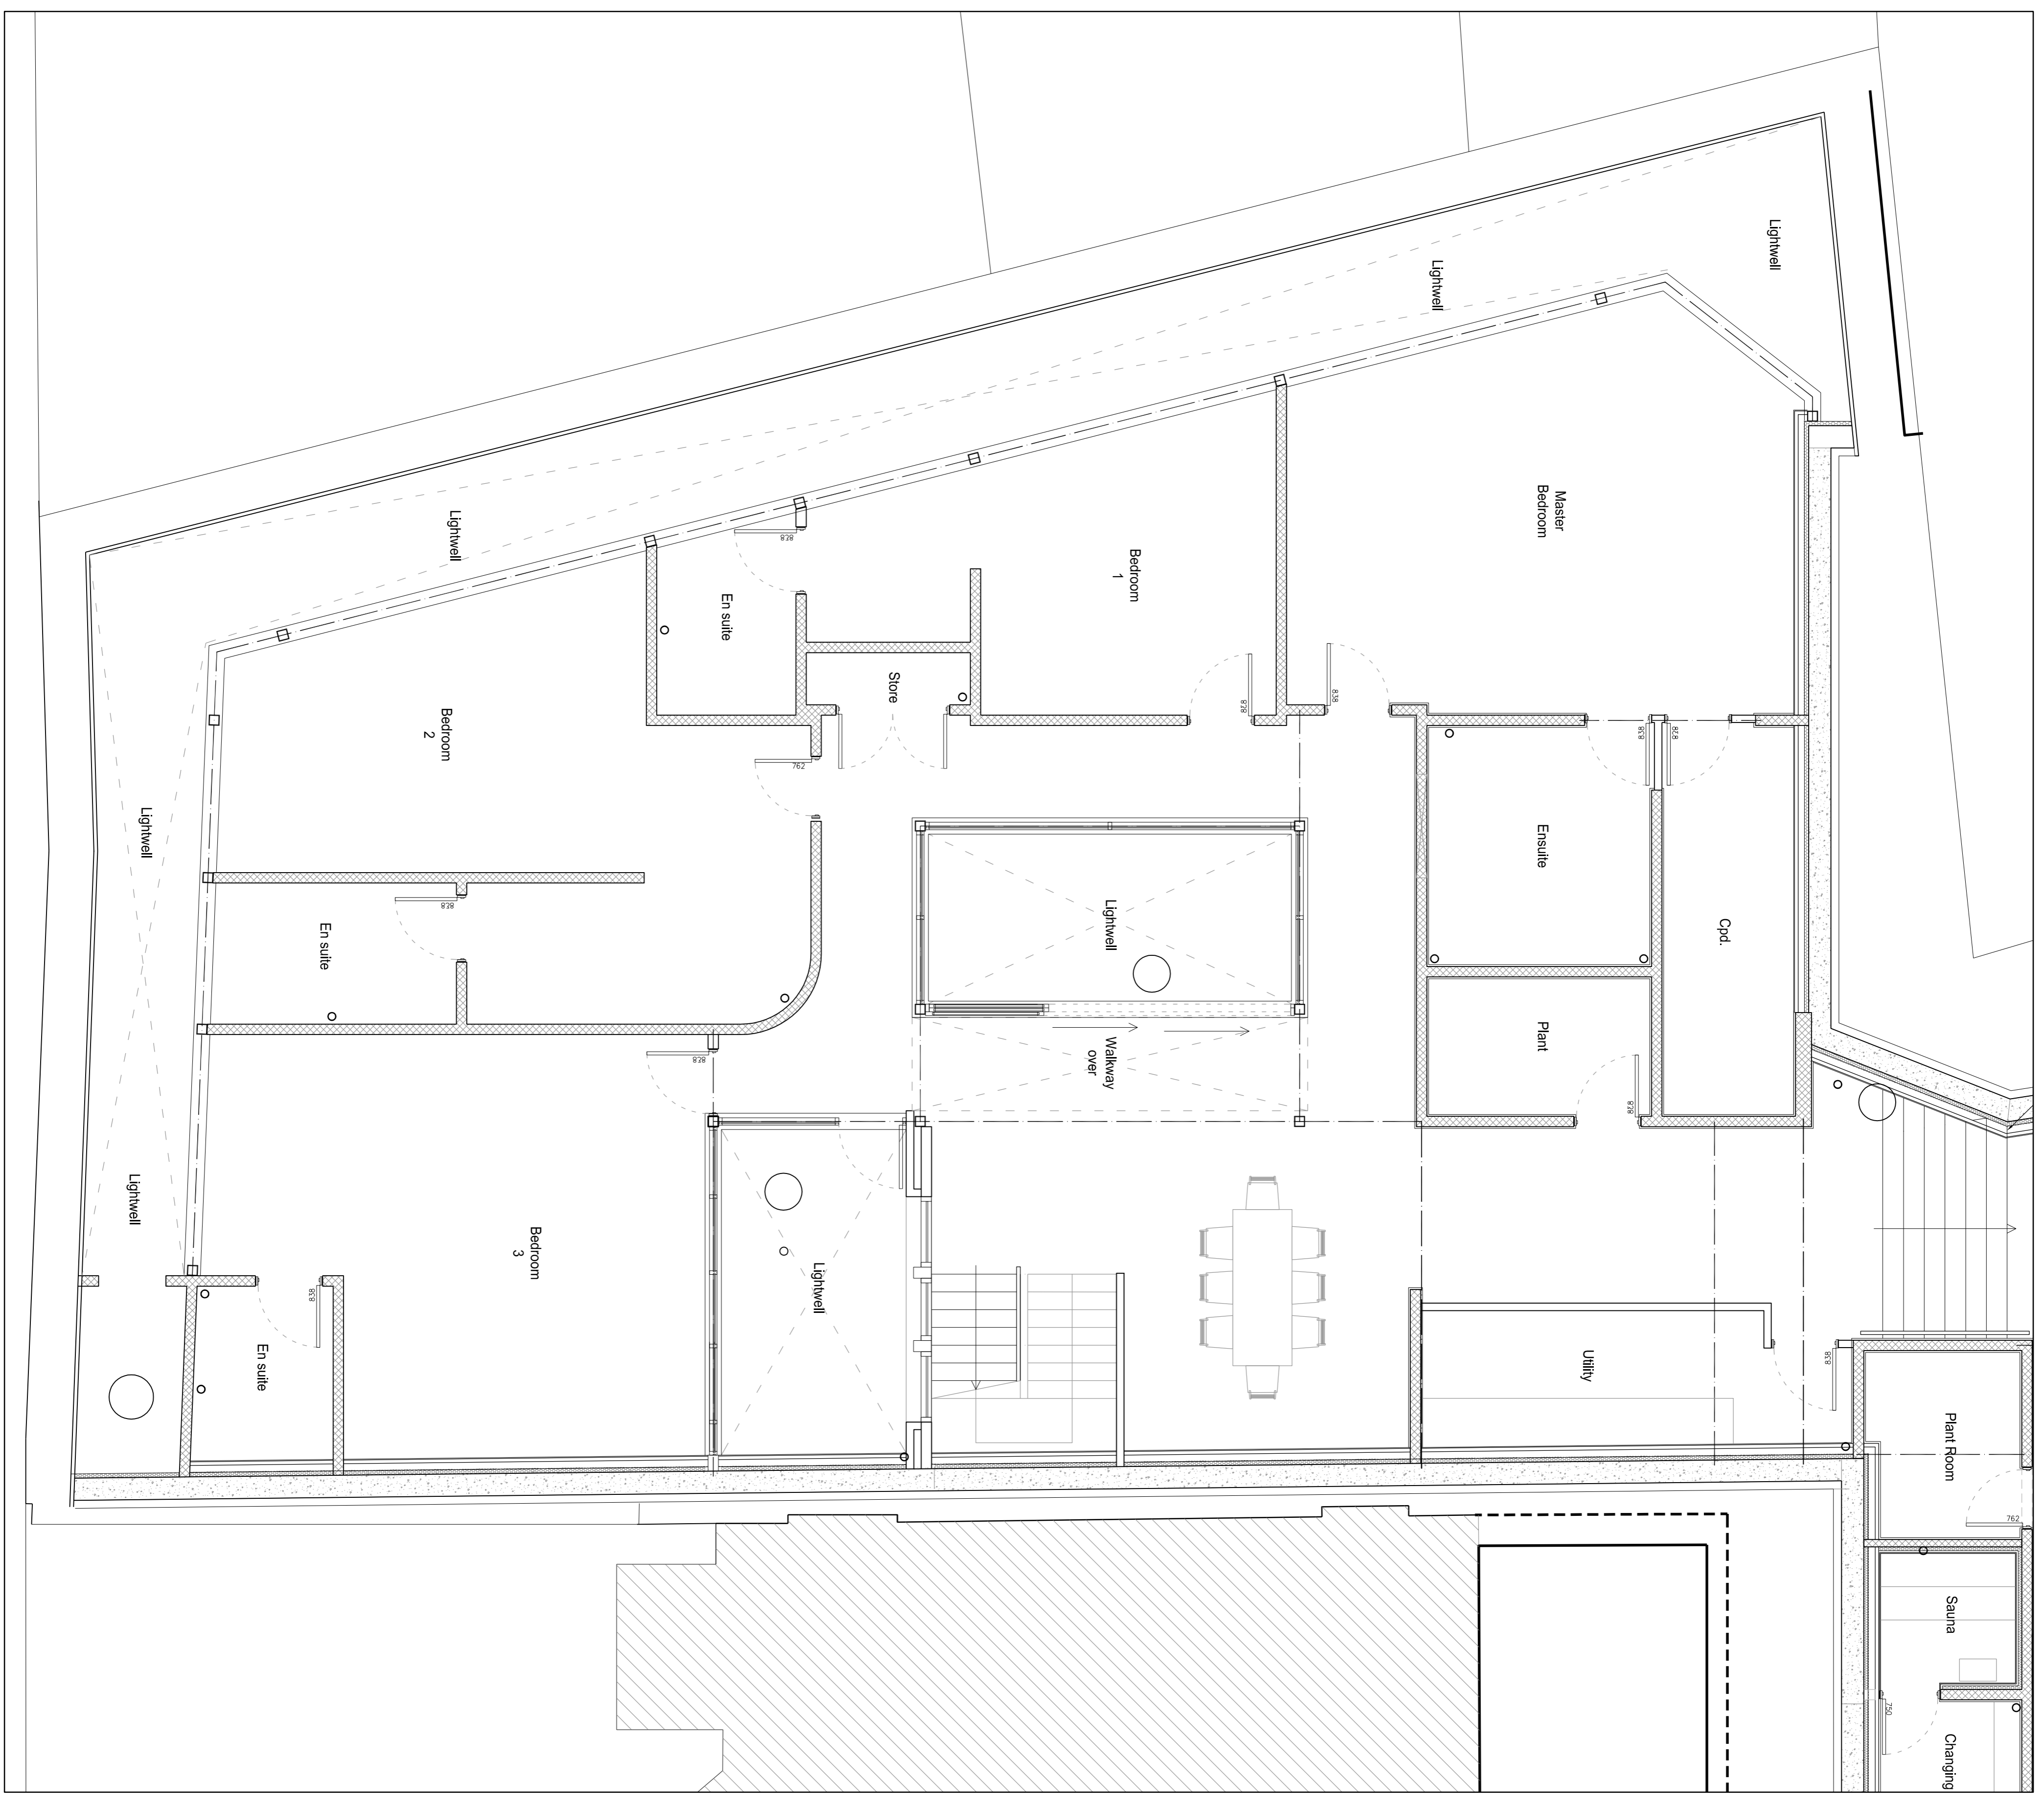 762
Plant Room
Sauna
Changing
750
838
Lightwell
Cpd.
838
838
838
Utility
Master
Bedroom
Ensuite
Plant
Lightwell
838
838
Bedroom
1
Lightwell
Walkway
over
Store
838
762
En suite
Lightwell
838
Bedroom
3
Lightwell
Bedroom
2
838
En suite
838
En suite
Lightwell
Lightwell